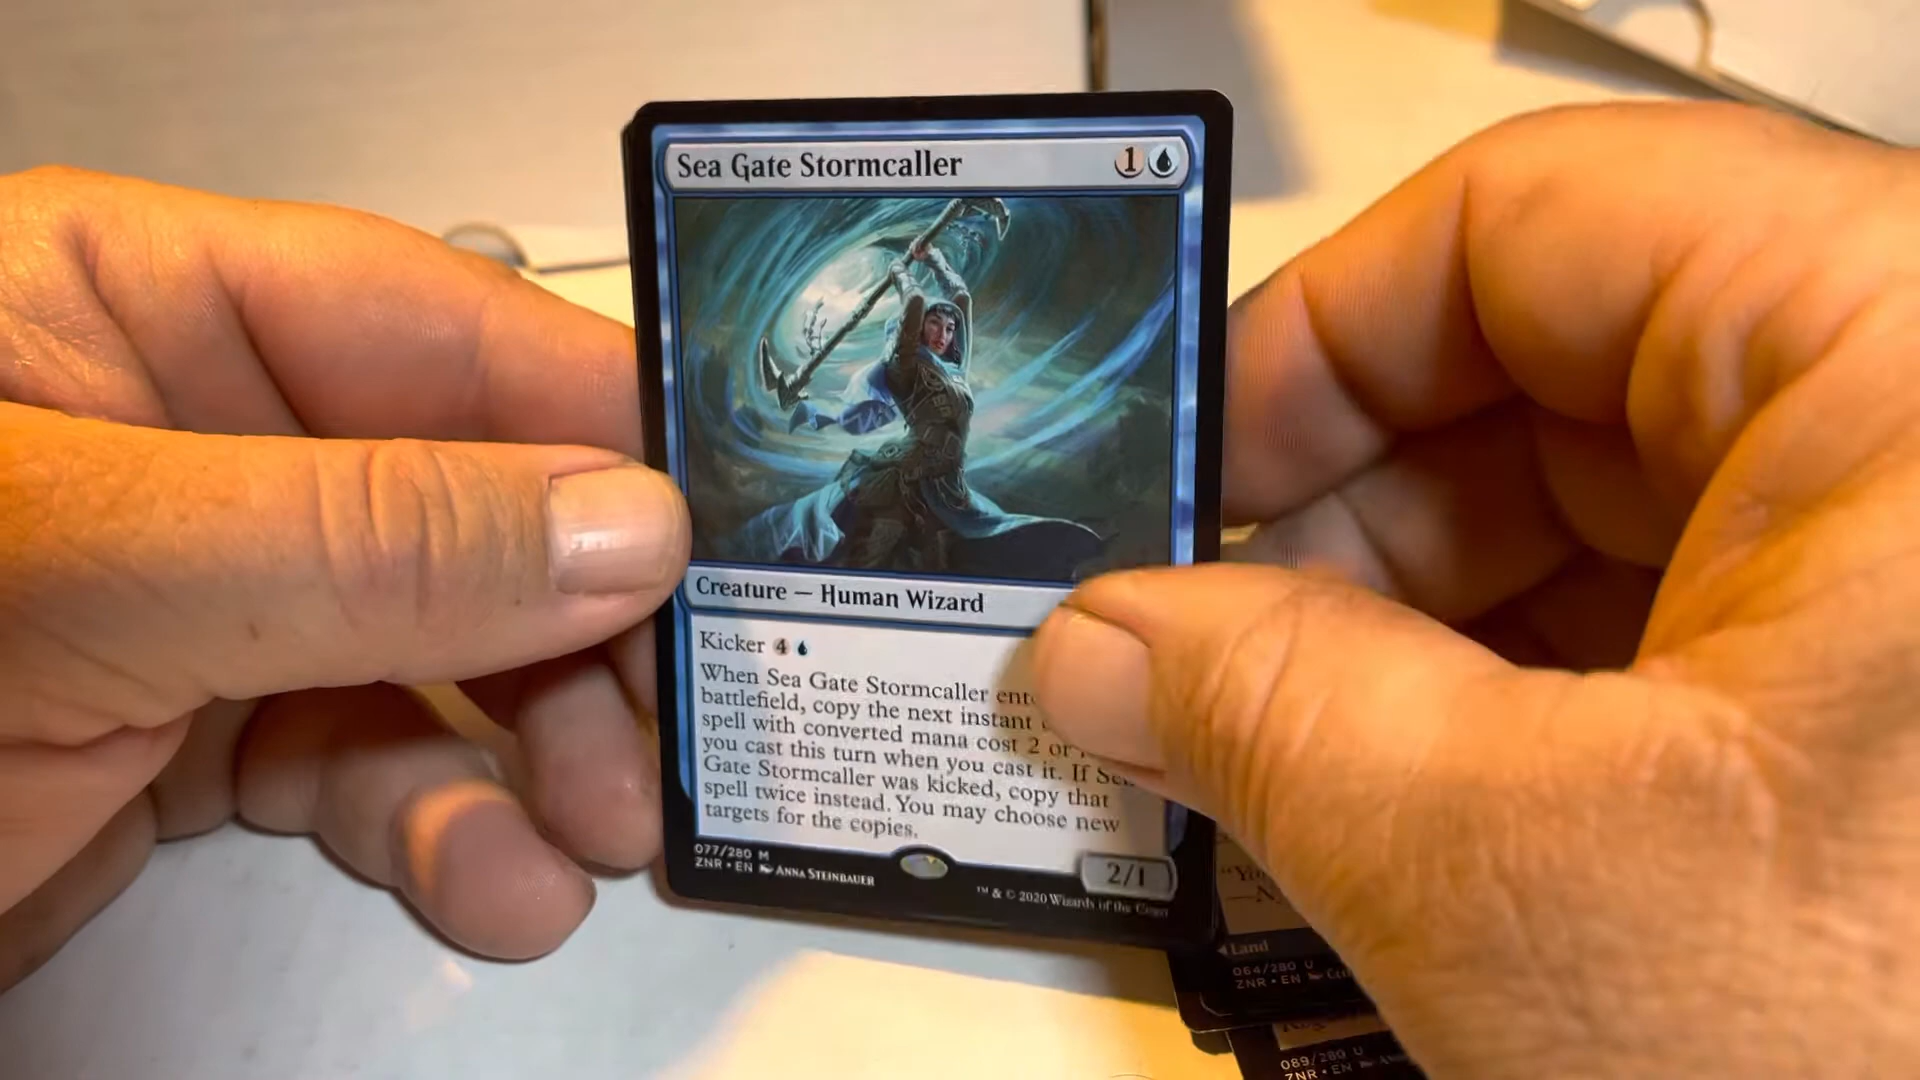 Sea Gate Stormcaller 1
Creature — Human Wizard
Kicker 4
When Sea Gate Stormcaller
battlefield, copy the next instant
spell with converted mana cost 2 or
you cast this turn when you cast it. If
Gate Stormcaller was kicked, copy that
spell twice instead. You may choose new
targets for the copies.
2/1
077/280 M
ZNR • EN ANNA STEINBAUER
™ & © 2020 Wizards of the Coast
Land
064/280 U
ZNR • EN
089/280 U
ZNR • EN